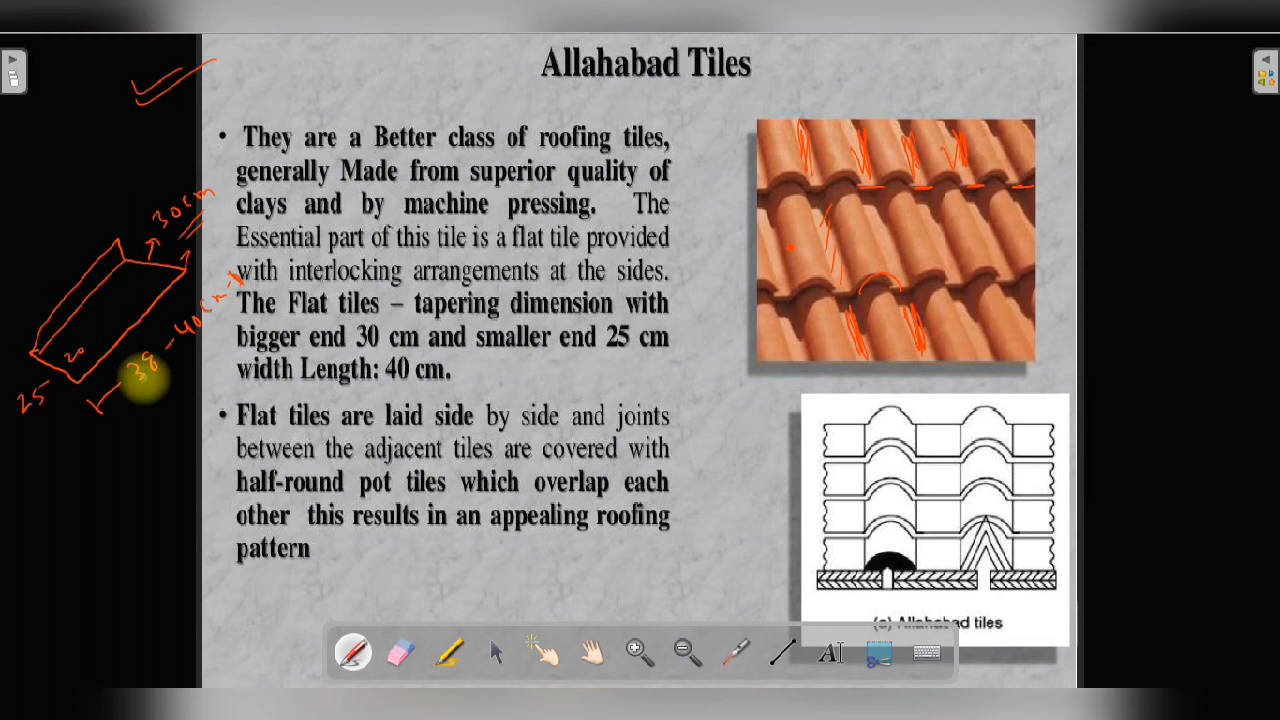 Allahabad Tiles
• They are a Better class of roofing tiles,
generally Made from superior quality of
clays and by machine pressing. The
Essential part of this tile is a flat tile provided
with interlocking arrangements at the sides.
The Flat tiles – tapering dimension with
bigger end 30 cm and smaller end 25 cm
width Length: 40 cm.
• Flat tiles are laid side by side and joints
between the adjacent tiles are covered with
half-round pot tiles which overlap each
other this results in an appealing roofing
pattern
30cm
38 - 40cm
20
25
(a) Allahabad tiles
A